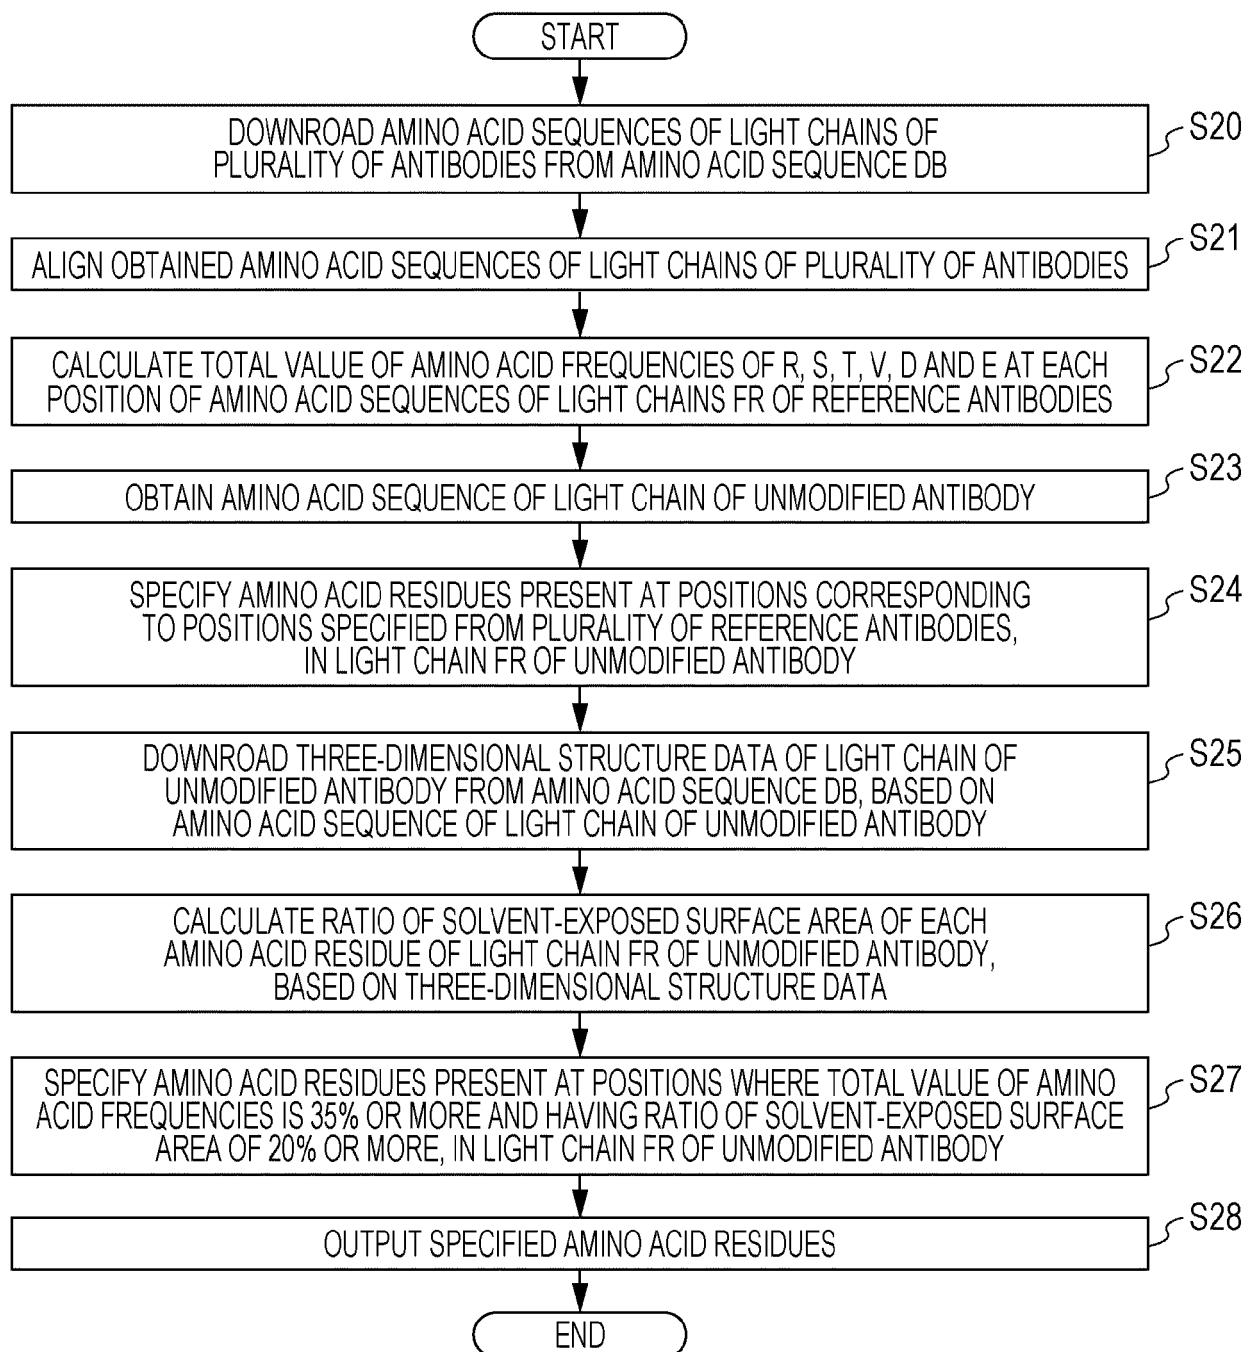 START
DOWNROAD AMINO ACID SEQUENCES OF LIGHT CHAINS OF
PLURALITY OF ANTIBODIES FROM AMINO ACID SEQUENCE DB
S20
ALIGN OBTAINED AMINO ACID SEQUENCES OF LIGHT CHAINS OF PLURALITY OF ANTIBODIES
S21
CALCULATE TOTAL VALUE OF AMINO ACID FREQUENCIES OF R, S, T, V, D AND E AT EACH
POSITION OF AMINO ACID SEQUENCES OF LIGHT CHAINS FR OF REFERENCE ANTIBODIES
S22
OBTAIN AMINO ACID SEQUENCE OF LIGHT CHAIN OF UNMODIFIED ANTIBODY
S23
SPECIFY AMINO ACID RESIDUES PRESENT AT POSITIONS CORRESPONDING
TO POSITIONS SPECIFIED FROM PLURALITY OF REFERENCE ANTIBODIES,
IN LIGHT CHAIN FR OF UNMODIFIED ANTIBODY
S24
DOWNROAD THREE-DIMENSIONAL STRUCTURE DATA OF LIGHT CHAIN OF
UNMODIFIED ANTIBODY FROM AMINO ACID SEQUENCE DB, BASED ON
AMINO ACID SEQUENCE OF LIGHT CHAIN OF UNMODIFIED ANTIBODY
S25
CALCULATE RATIO OF SOLVENT-EXPOSED SURFACE AREA OF EACH
AMINO ACID RESIDUE OF LIGHT CHAIN FR OF UNMODIFIED ANTIBODY,
BASED ON THREE-DIMENSIONAL STRUCTURE DATA
S26
SPECIFY AMINO ACID RESIDUES PRESENT AT POSITIONS WHERE TOTAL VALUE OF AMINO
ACID FREQUENCIES IS 35% OR MORE AND HAVING RATIO OF SOLVENT-EXPOSED SURFACE
AREA OF 20% OR MORE, IN LIGHT CHAIN FR OF UNMODIFIED ANTIBODY
S27
OUTPUT SPECIFIED AMINO ACID RESIDUES
S28
END